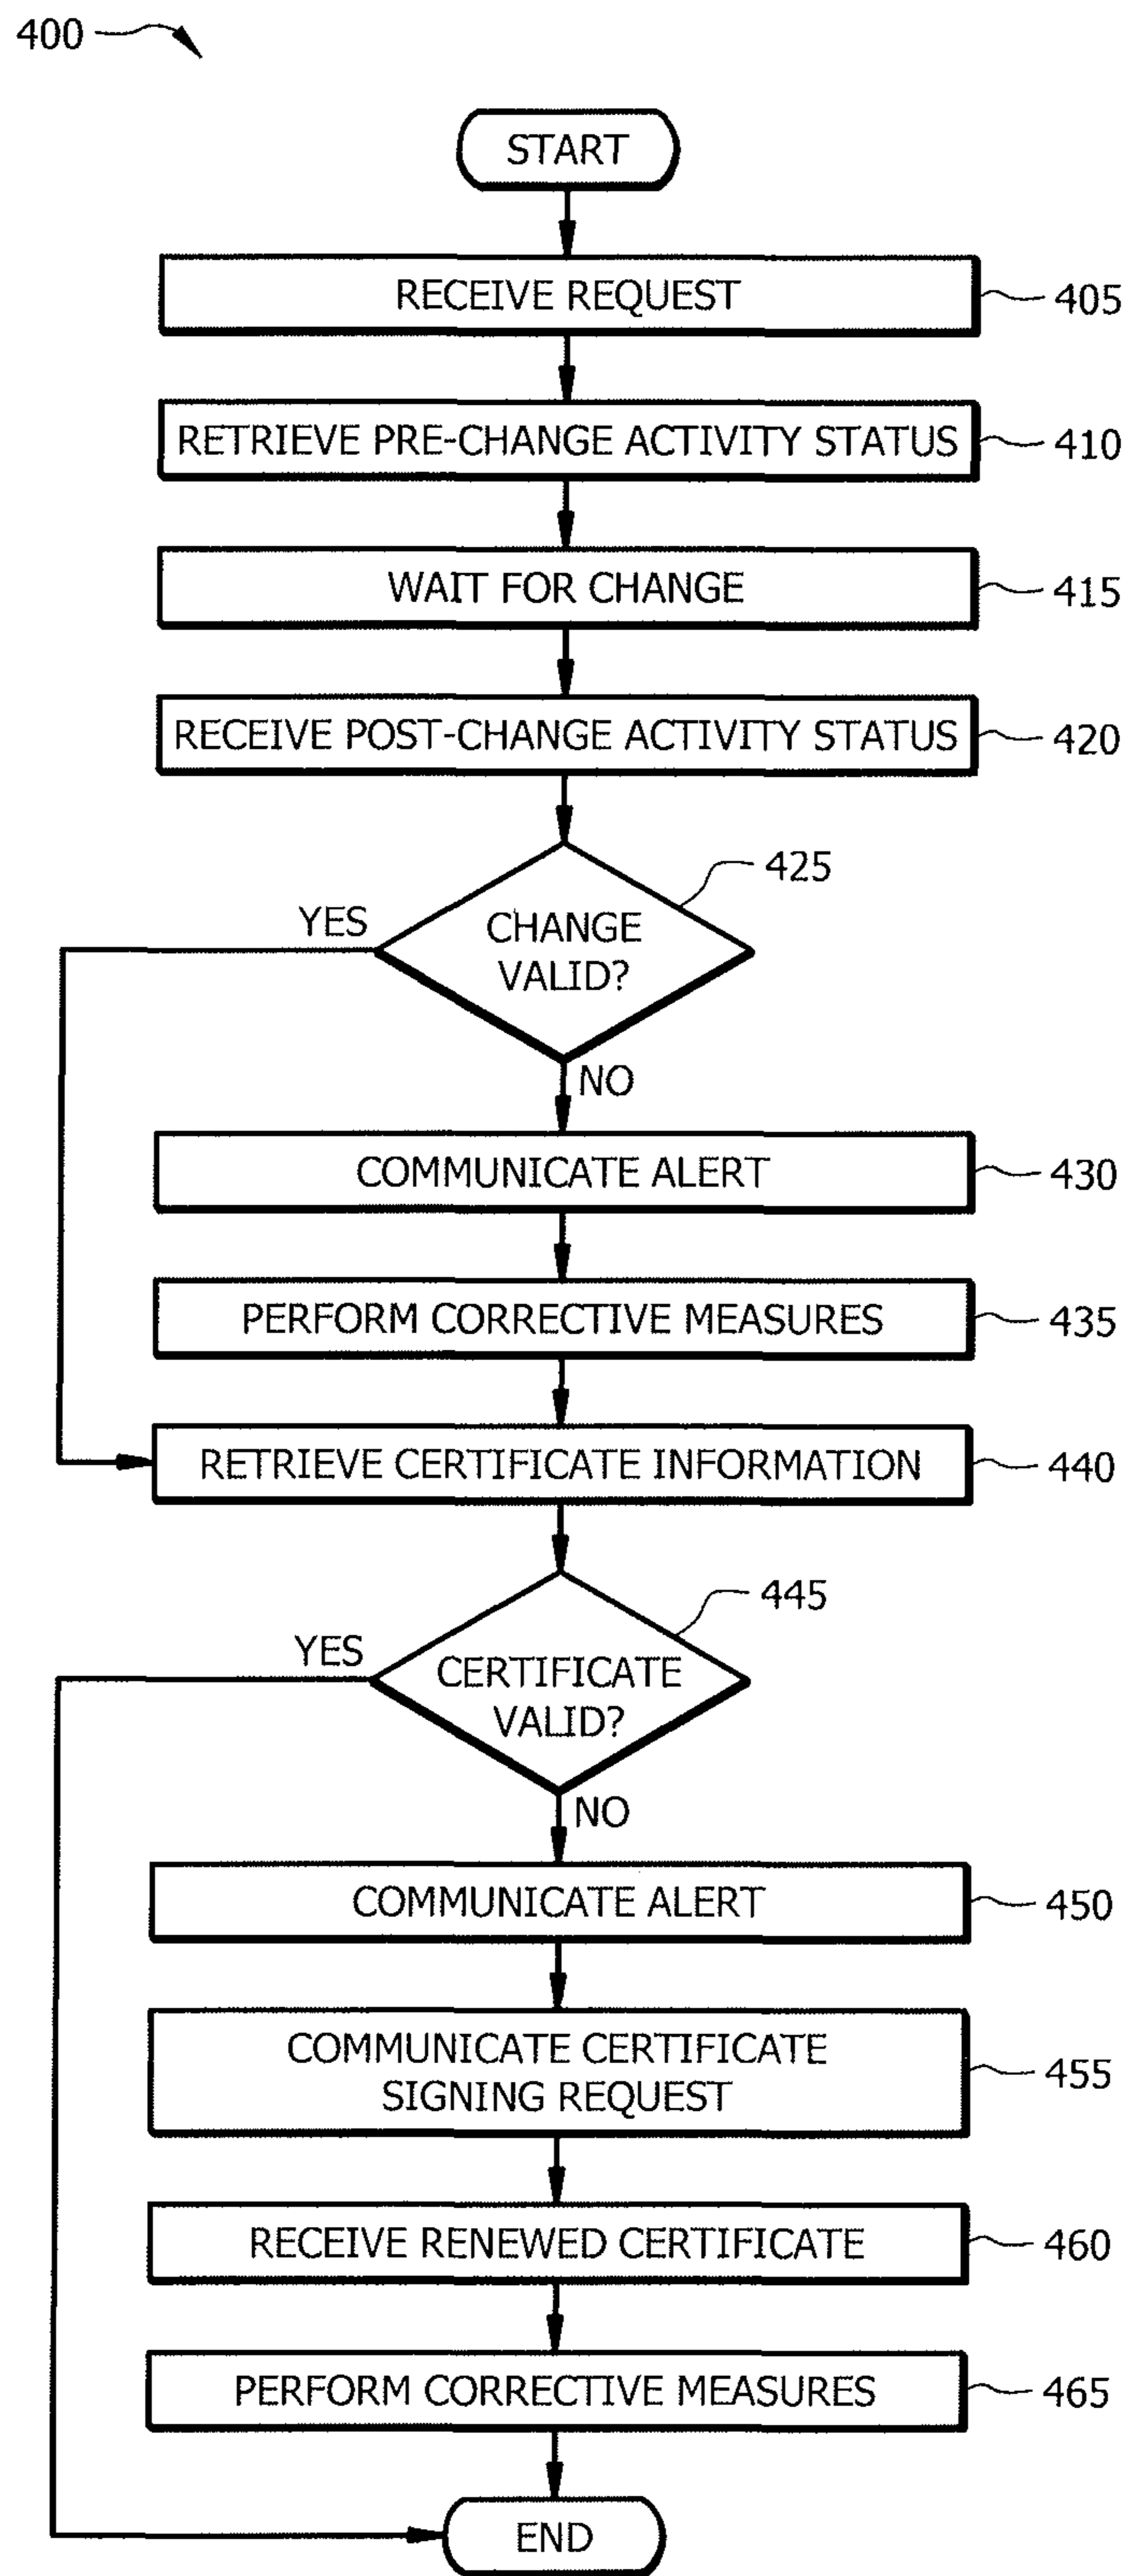 400
START
RECEIVE REQUEST
405
RETRIEVE PRE-CHANGE ACTIVITY STATUS
410
WAIT FOR CHANGE
415
RECEIVE POST-CHANGE ACTIVITY STATUS
420
425
YES
CHANGE
VALID?
NO
COMMUNICATE ALERT
430
PERFORM CORRECTIVE MEASURES
435
RETRIEVE CERTIFICATE INFORMATION
440
445
YES
CERTIFICATE
VALID?
NO
COMMUNICATE ALERT
450
COMMUNICATE CERTIFICATE
SIGNING REQUEST
455
RECEIVE RENEWED CERTIFICATE
460
PERFORM CORRECTIVE MEASURES
465
END